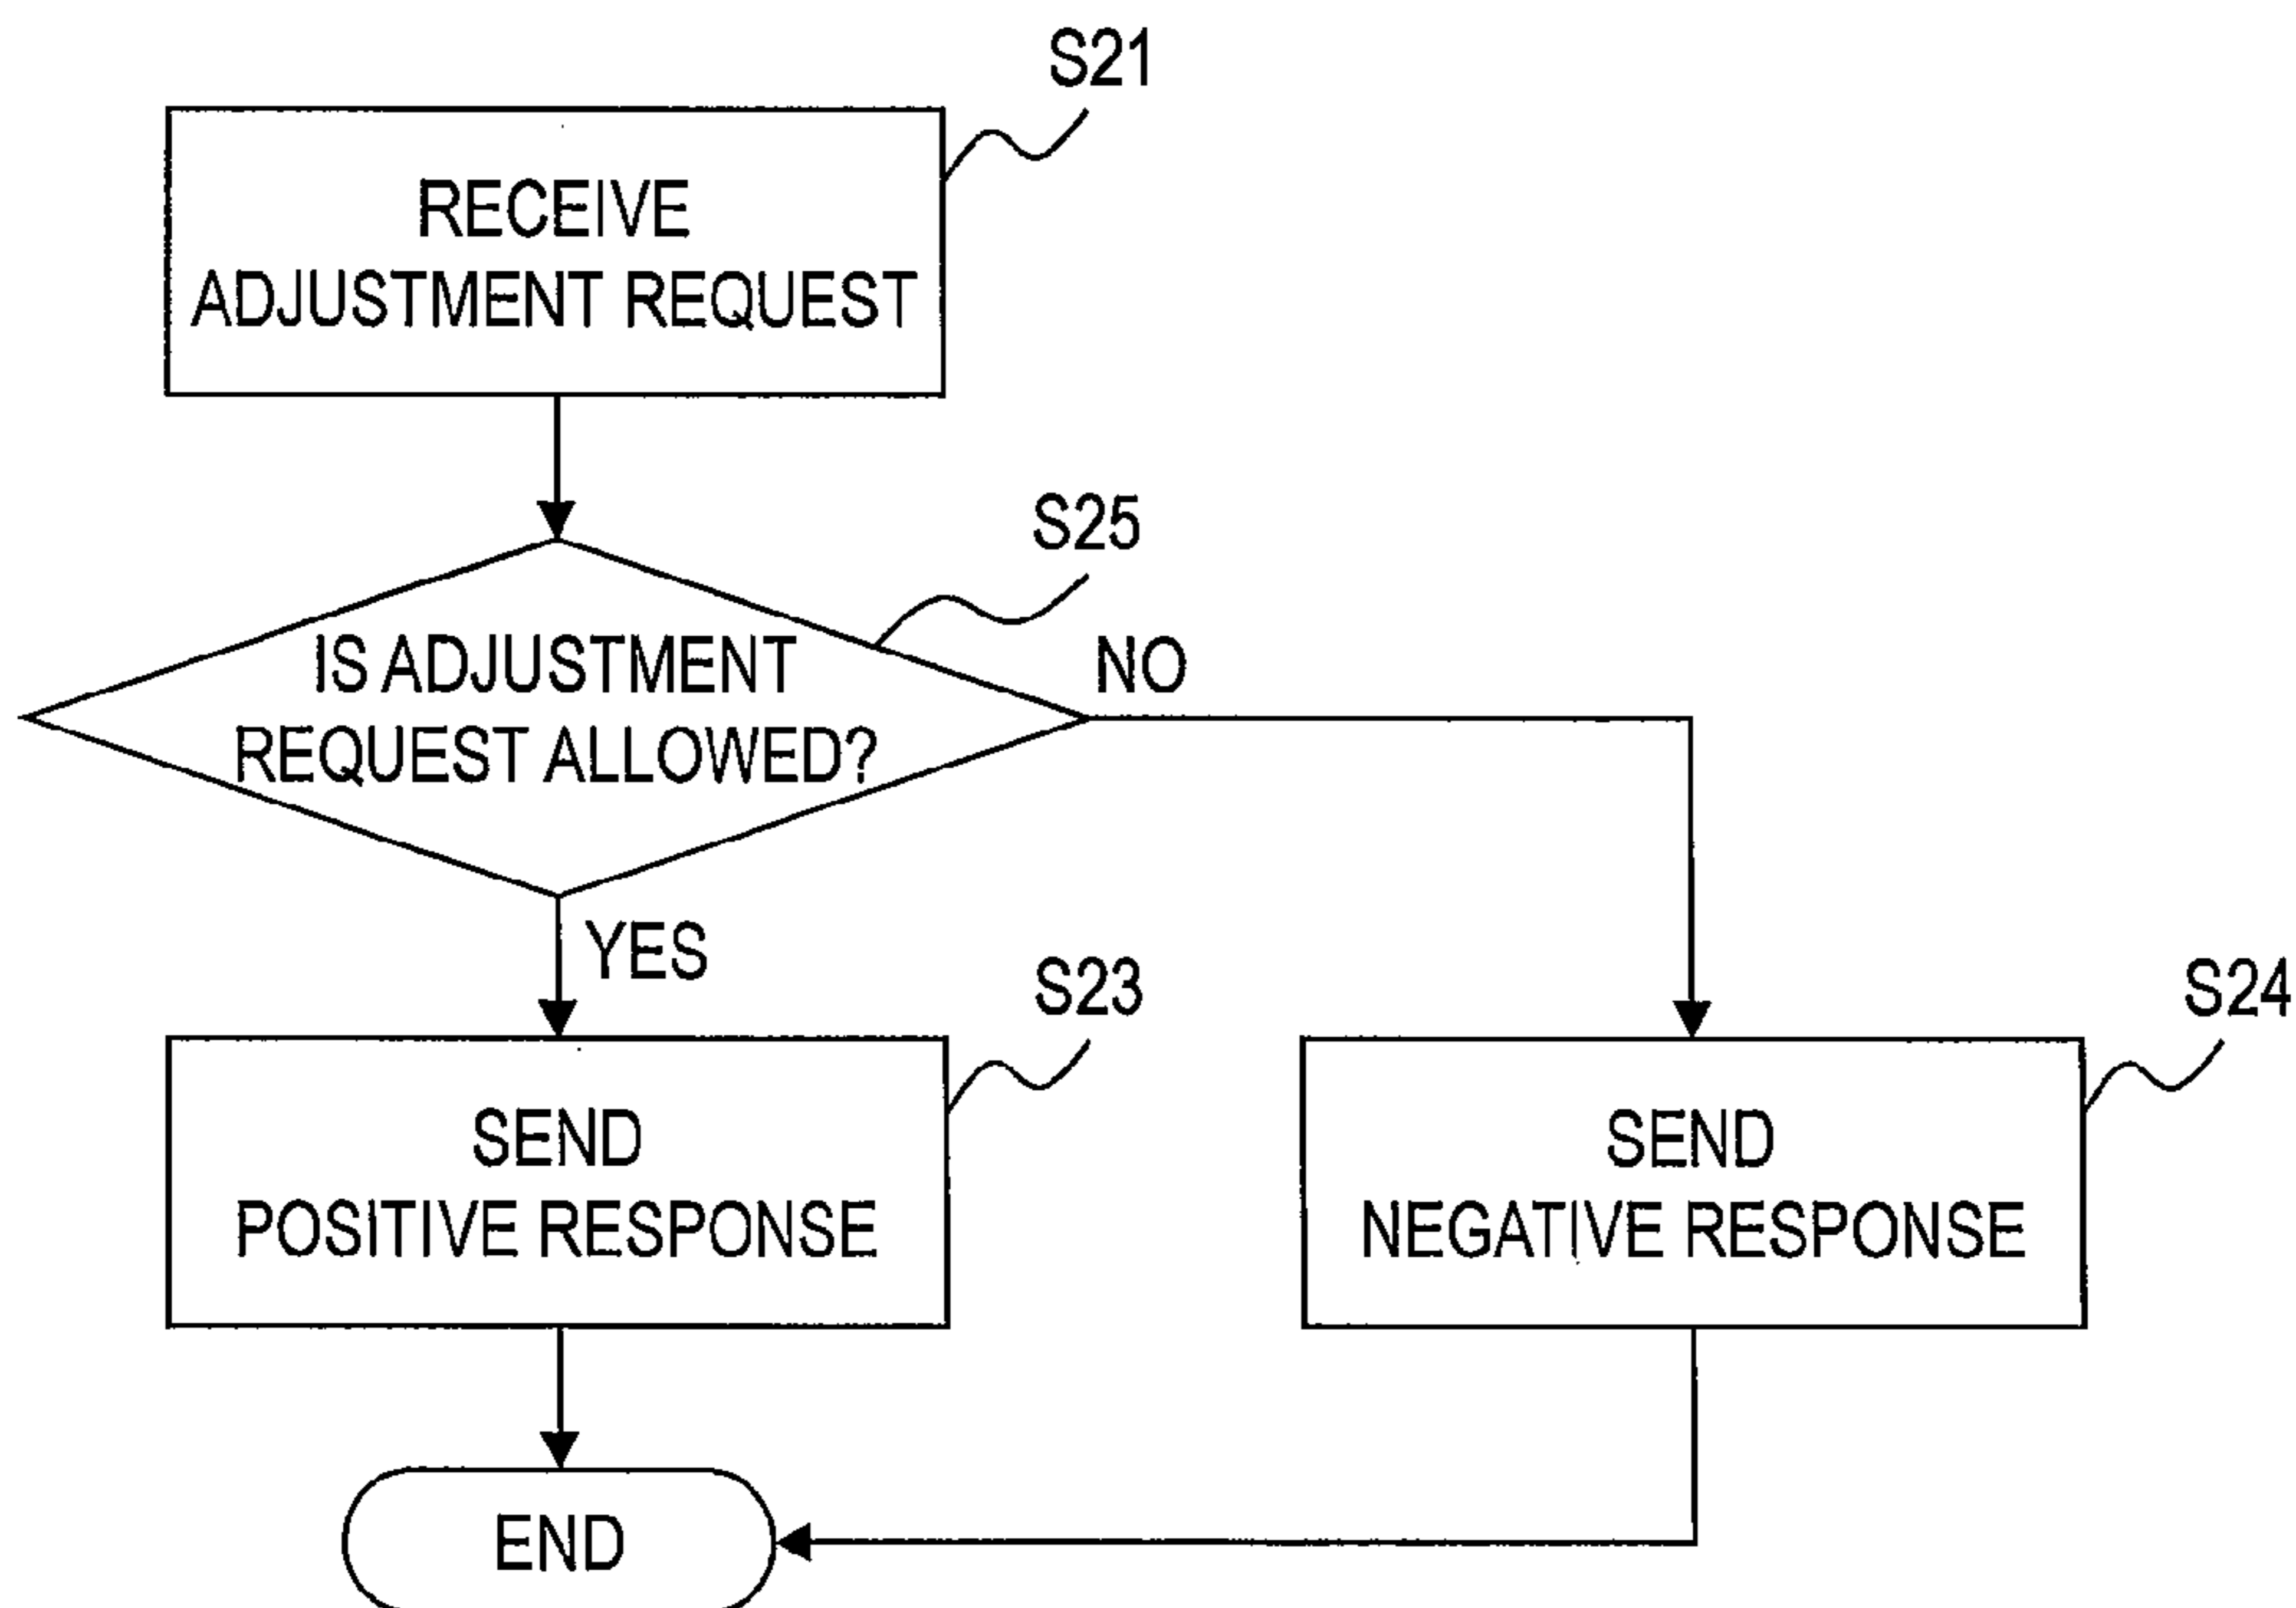 S21
RECEIVE
ADJUSTMENT REQUEST
S25
IS ADJUSTMENT
REQUEST ALLOWED?
NO
YES
S23
SEND
POSITIVE RESPONSE
S24
SEND
NEGATIVE RESPONSE
END